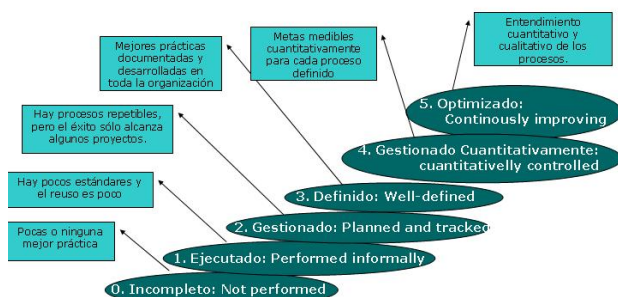 Entendimiento
cuantitativo y
cualitativo de los
procesos.
Metas medibles
cuantitativamente
para cada proceso
definido
Mejores prácticas
documentadas y
desarrolladas en
toda la organización
Hay procesos repetibles,
pero el éxito sólo alcanza
algunos proyectos.
Hay pocos estándares y
el reuso es poco
Pocas o ninguna
mejor práctica
5. Optimizado:
Continously improving
4. Gestionado Cuantitativamente:
cuantitativelly controlled
3. Definido: Well-defined
2. Gestionado: Planned and tracked
1. Ejecutado: Performed informally
0. Incompleto: Not performed